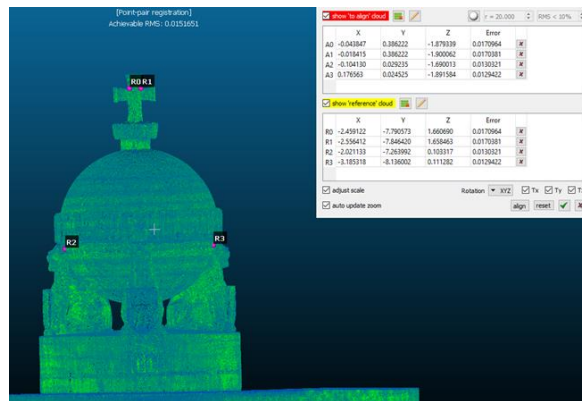 [Point-pair registration]
Achievable RMS: 0.0151651
R0 R1
R2
R3
show 'to align' cloud r = 20.000 RMS < 10%
X Y Z Error
A0 -0.043847 0.386222 -1.879339 0.0170964
A1 -0.018415 0.386222 -1.900062 0.0170381
A2 -0.104130 0.029235 -1.690013 0.0130321
A3 0.176563 0.024525 -1.891584 0.0129422
show 'reference' cloud
X Y Z Error
R0 -2.459122 -7.790573 1.660690 0.0170964
R1 -2.556412 -7.846420 1.658463 0.0170381
R2 -2.021133 -7.263992 0.103317 0.0130321
R3 -3.185318 -8.136002 0.111282 0.0129422
adjust scale Rotation XYZ Tx Ty
auto update zoom align reset